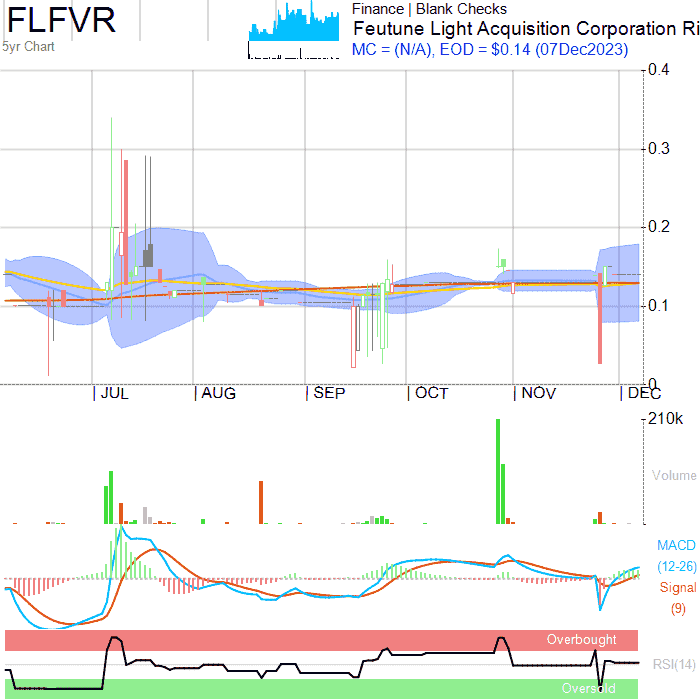 FLFVR
5yr Chart
Finance | Blank Checks
Feutune Light Acquisition Corporation Ri
MC = (N/A), EOD = $0.14 (07Dec2023)
0.4
0.3
0.2
0.1
0
JUL AUG SEP OCT NOV DEC
210k
Volume
MACD
(12-26)
Signal
(9)
Overbought
RSI(14)
Oversold